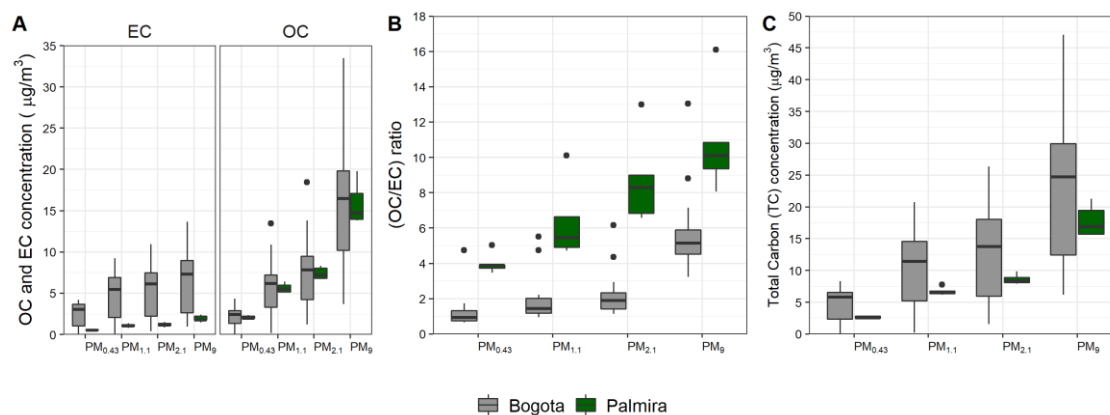 A
EC
OC
OC and EC concentration ( μg/m³)
35
30
25
20
15
10
5
0
PM0.43 PM1.1 PM2.1 PM9
PM0.43 PM1.1 PM2.1 PM9
B
(OC/EC) ratio
18
16
14
12
10
8
6
4
2
0
PM0.43 PM1.1 PM2.1 PM9
C
Total Carbon (TC) concentration (μg/m³)
50
45
40
35
30
25
20
15
10
5
0
PM0.43 PM1.1 PM2.1 PM9
Bogota Palmira